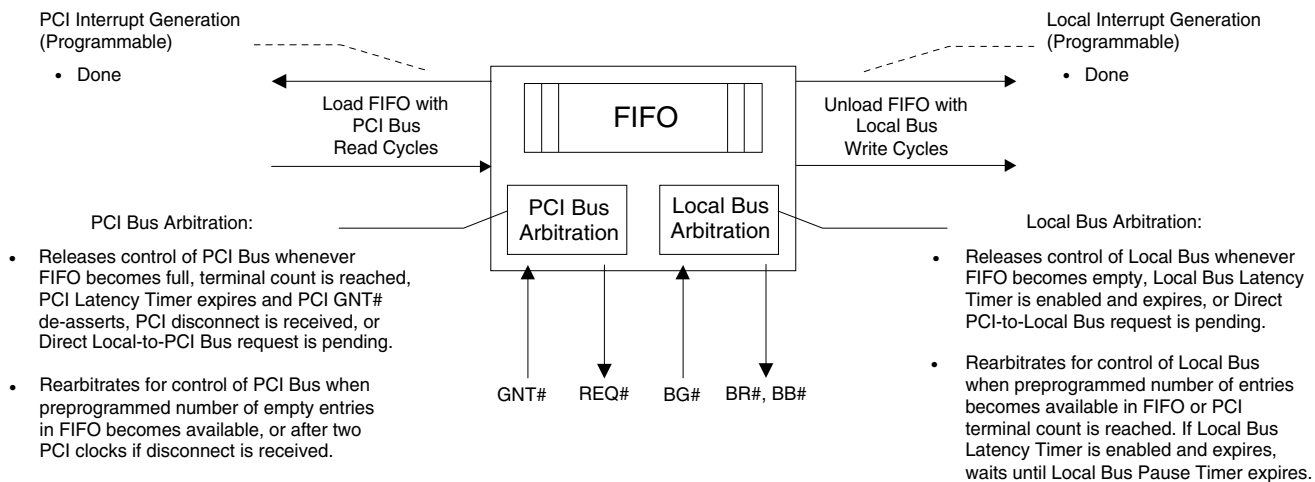 PCI Interrupt Generation
(Programmable)
• Done
Local Interrupt Generation
(Programmable)
• Done
Load FIFO with
PCI Bus
Read Cycles
FIFO
Unload FIFO with
Local Bus
Write Cycles
PCI Bus
Arbitration
Local Bus
Arbitration
PCI Bus Arbitration:
• Releases control of PCI Bus whenever
FIFO becomes full, terminal count is reached,
PCI Latency Timer expires and PCI GNT#
de-asserts, PCI disconnect is received, or
Direct Local-to-PCI Bus request is pending.
• Rearbitrates for control of PCI Bus when
preprogrammed number of empty entries
in FIFO becomes available, or after two
PCI clocks if disconnect is received.
GNT#
REQ#
BG#
BR#, BB#
Local Bus Arbitration:
• Releases control of Local Bus whenever
FIFO becomes empty, Local Bus Latency
Timer is enabled and expires, or Direct
PCI-to-Local Bus request is pending.
• Rearbitrates for control of Local Bus
when preprogrammed number of entries
becomes available in FIFO or PCI
terminal count is reached. If Local Bus
Latency Timer is enabled and expires,
waits until Local Bus Pause Timer expires.